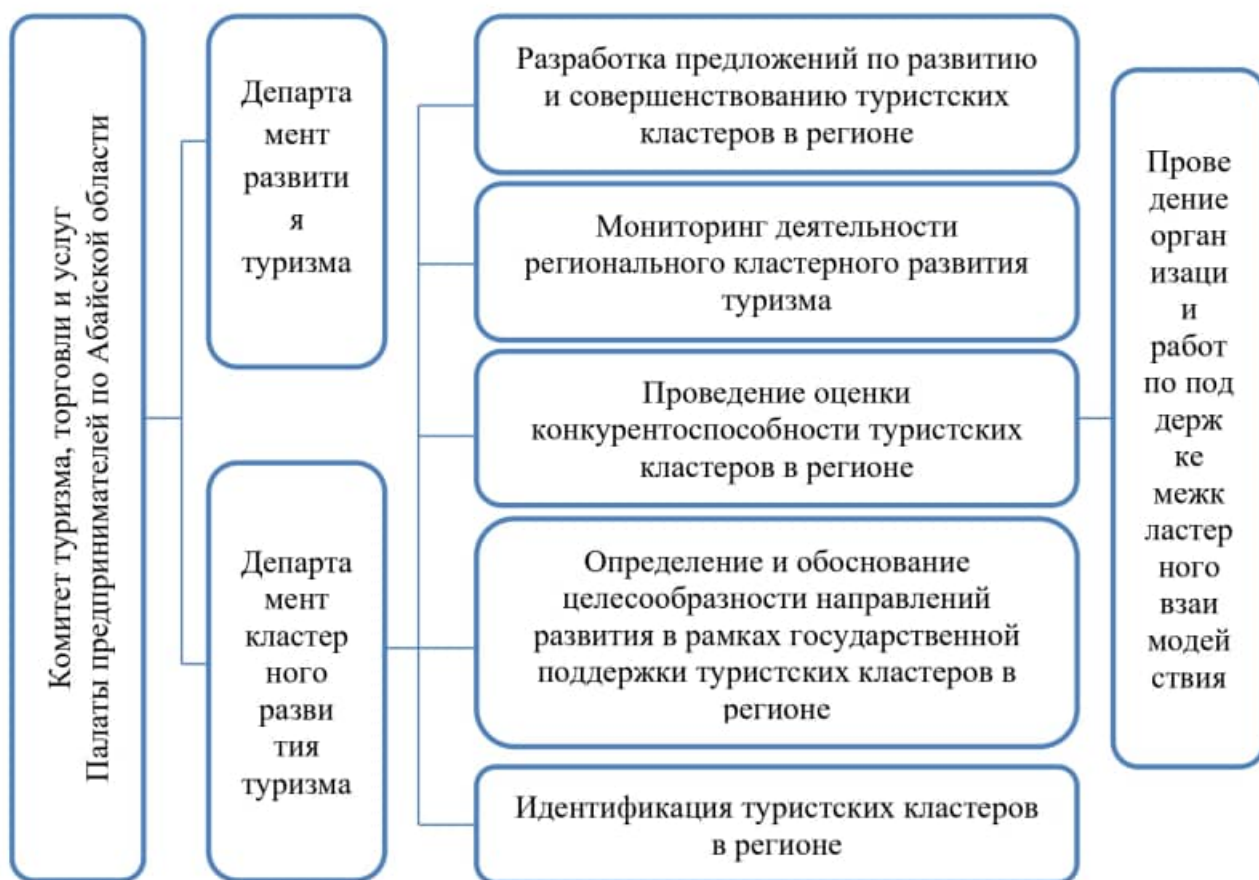 Комитет туризма, торговли и услуг
Палаты предпринимателей по Абайской области
Департа
мент
развити
я
туризма
Департа
мент
кластер
ного
разви
тия
туризма
Разработка предложений по развитию
и совершенствованию туристских
кластеров в регионе
Мониторинг деятельности
регионального кластерного развития
туризма
Проведение оценки
конкурентоспособности туристских
кластеров в регионе
Определение и обоснование
целесообразности направлений
развития в рамках государственной
поддержки туристских кластеров в
регионе
Идентификация туристских кластеров
в регионе
Прове
дение
орган
изаци
и
работ
по под
держ
ке
межк
ластер
ного
взаи
модей
ствия